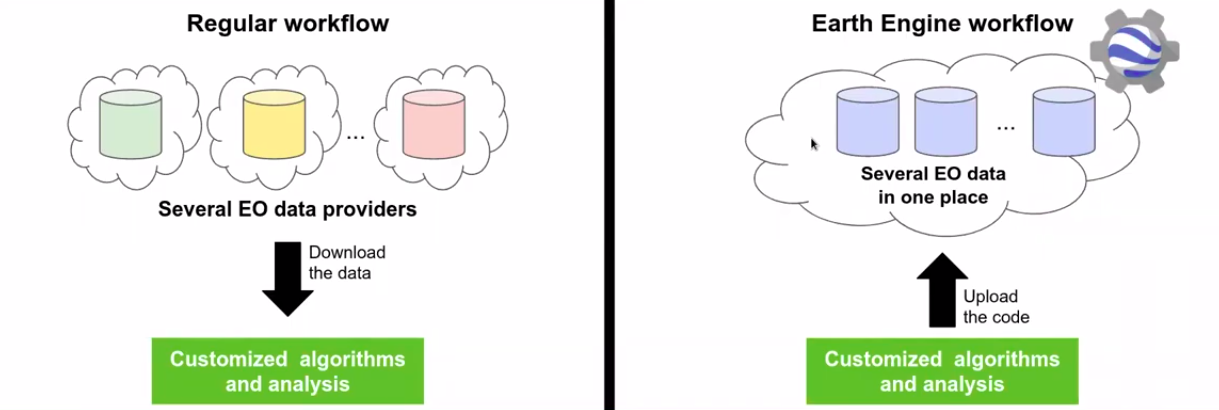 Regular workflow
...
Several EO data providers
Download
the data
Customized algorithms
and analysis
Earth Engine workflow
...
Several EO data
in one place
Upload
the code
Customized algorithms
and analysis